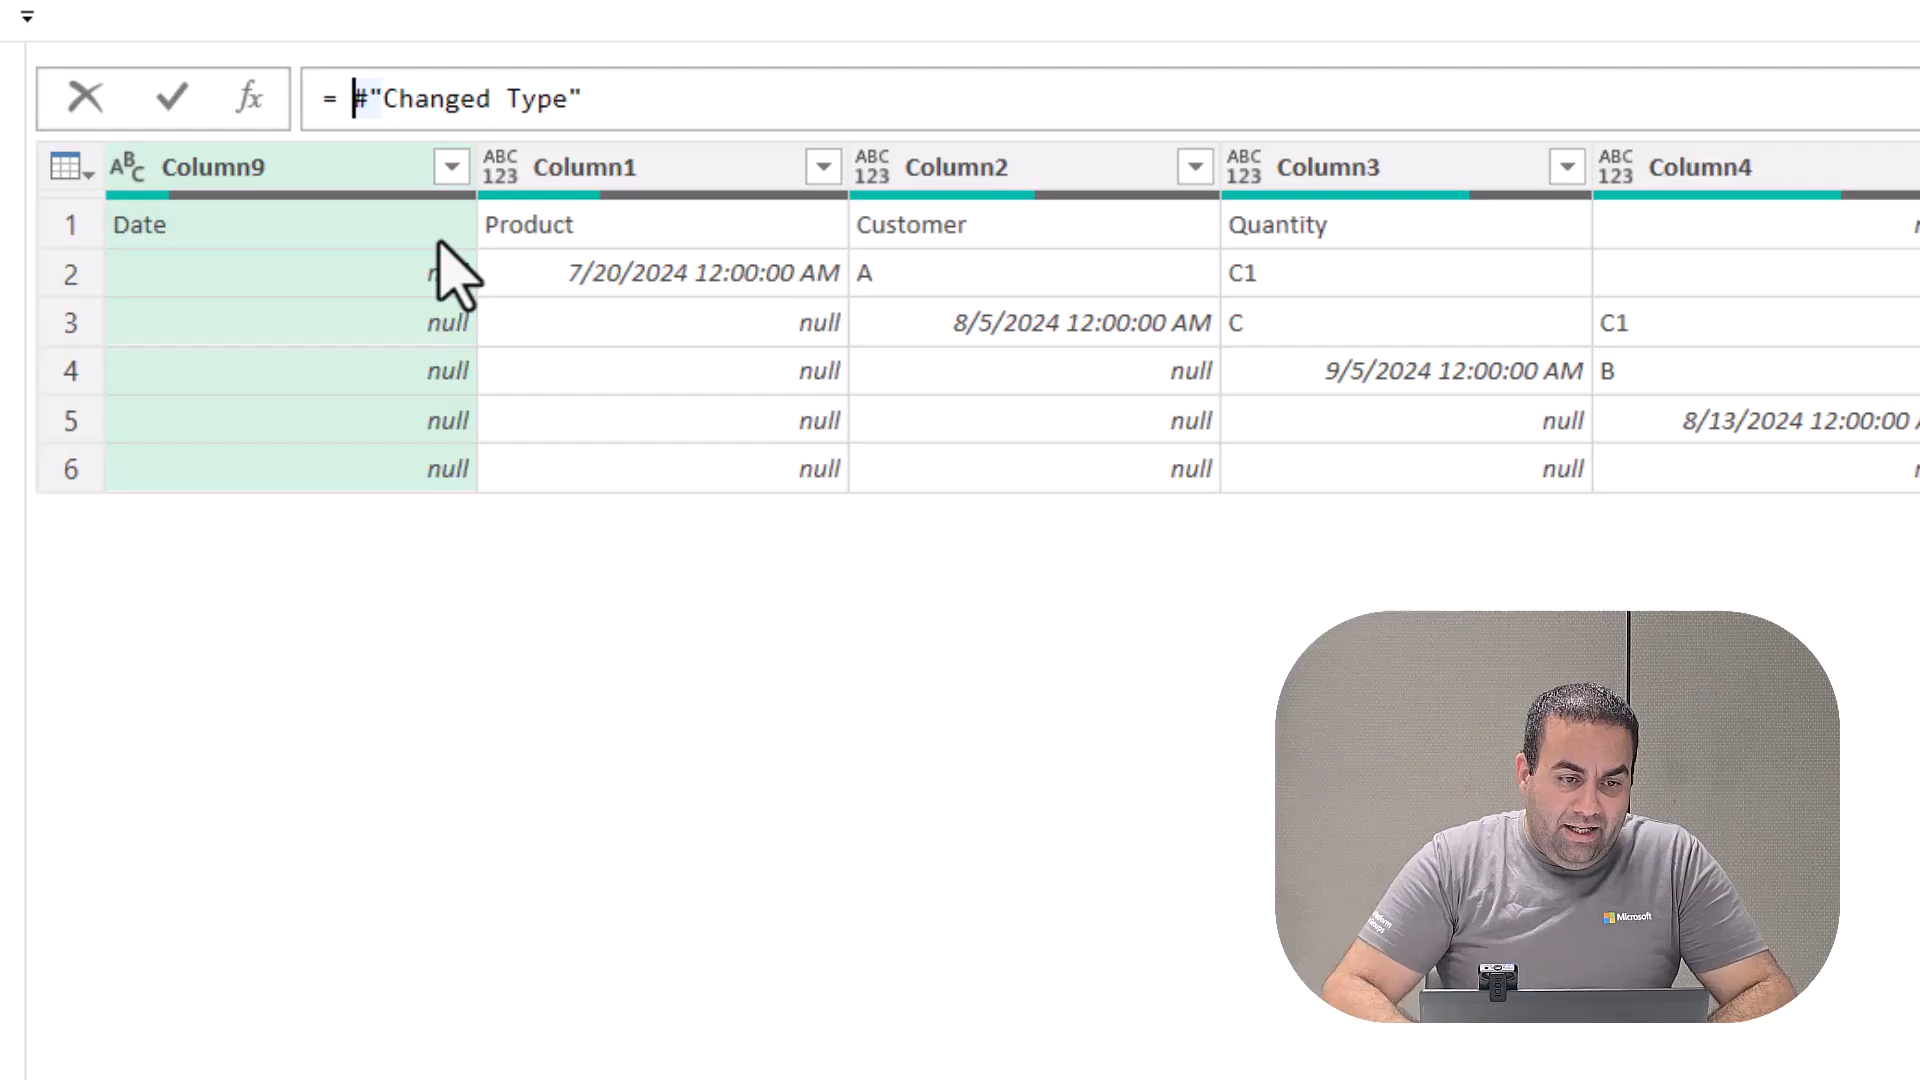 fx = #"Changed Type"
ABC Column9 ABC 123 Column1 ABC 123 Column2 ABC 123 Column3 ABC 123 Column4
1 Date Product Customer Quantity
2 7/20/2024 12:00:00 AM A C1
3 null null 8/5/2024 12:00:00 AM C C1
4 null null null 9/5/2024 12:00:00 AM B
5 null null null null 8/13/2024 12:00:00
6 null null null null
Microsoft